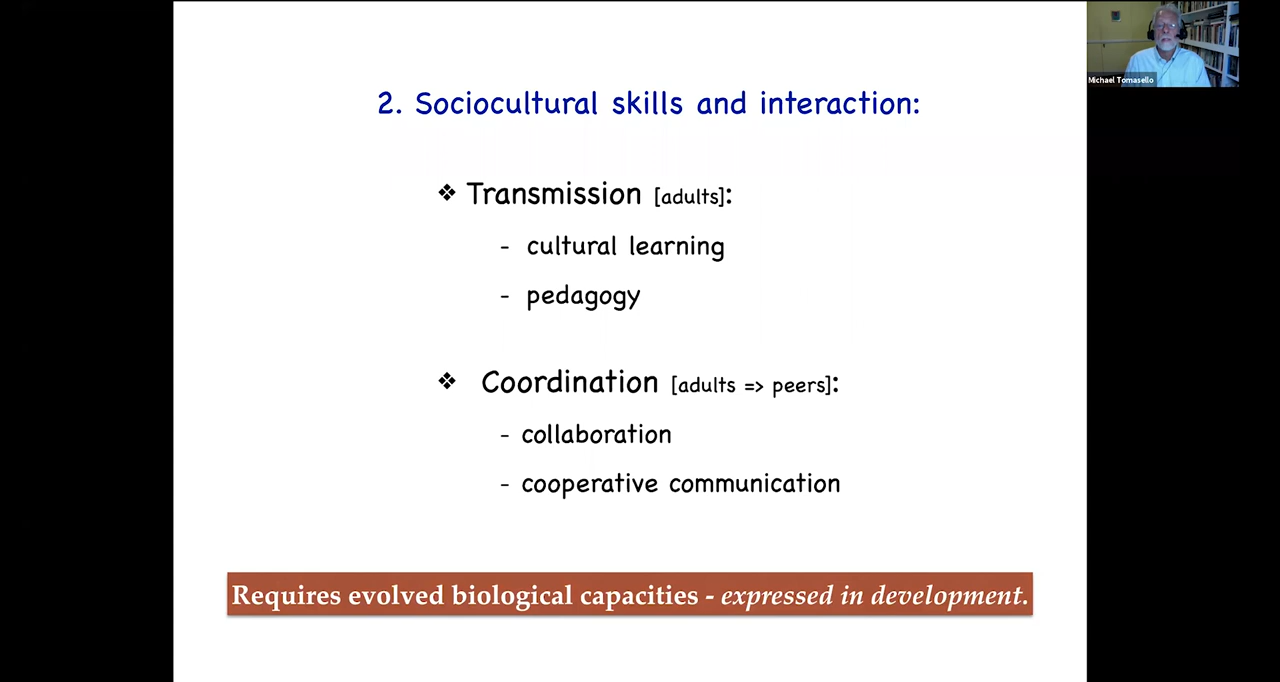 2. Sociocultural skills and interaction:
❖ Transmission [adults]:
- cultural learning
- pedagogy
❖ Coordination [adults => peers]:
- collaboration
- cooperative communication
Requires evolved biological capacities - expressed in development.
Michael Tomasello